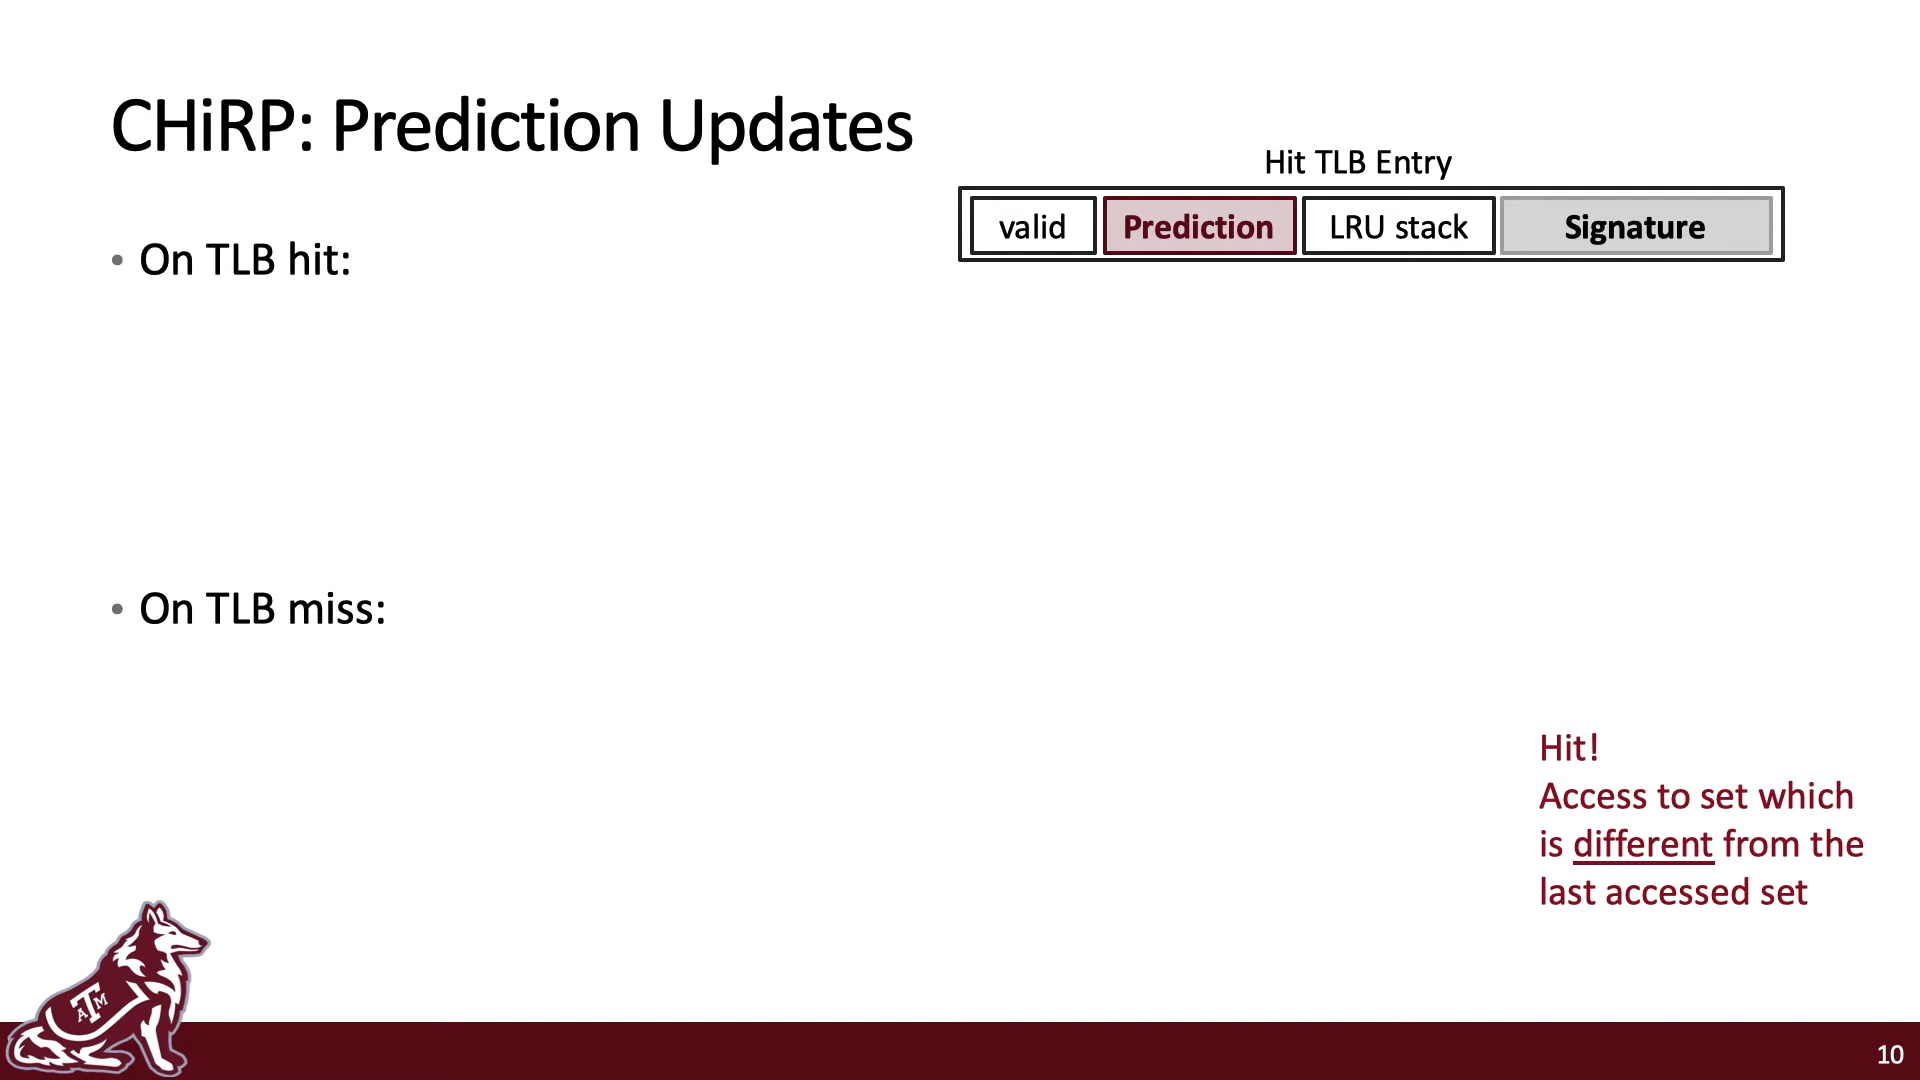 CHiRP: Prediction Updates
Hit TLB Entry
valid Prediction LRU stack Signature
• On TLB hit:
• On TLB miss:
Hit!
Access to set which
is different from the
last accessed set
ATM
10